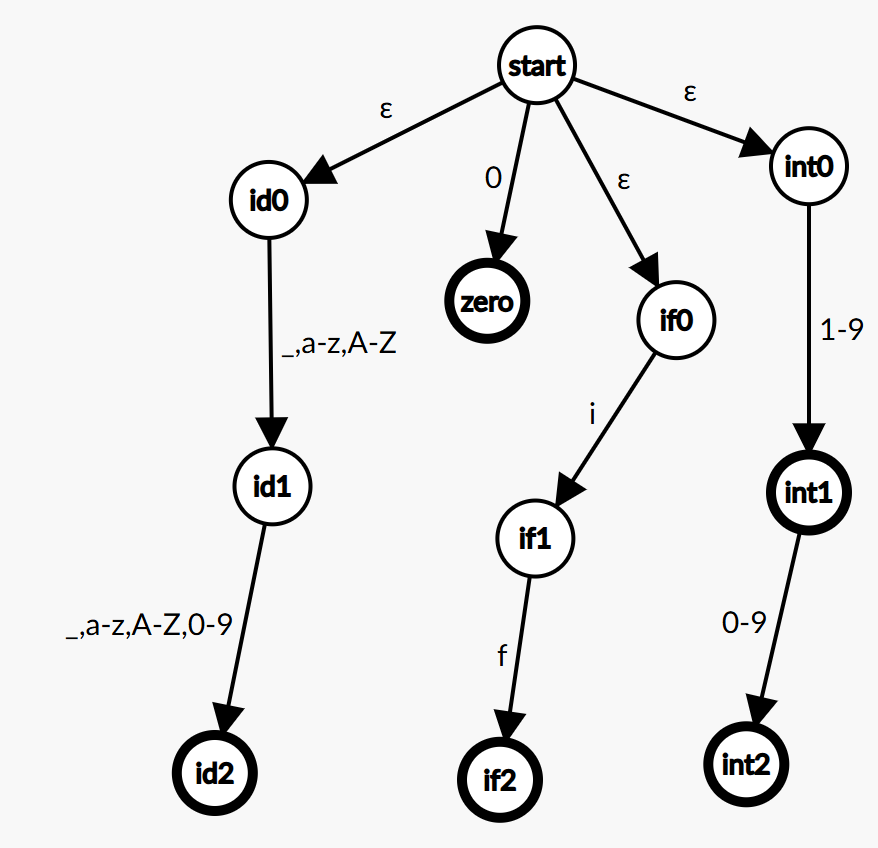 start
ε
ε
int0
id0
0
ε
zero
if0
_,a-z,A-Z
1-9
i
id1
int1
if1
_,a-z,A-Z,0-9
0-9
f
id2
if2
int2